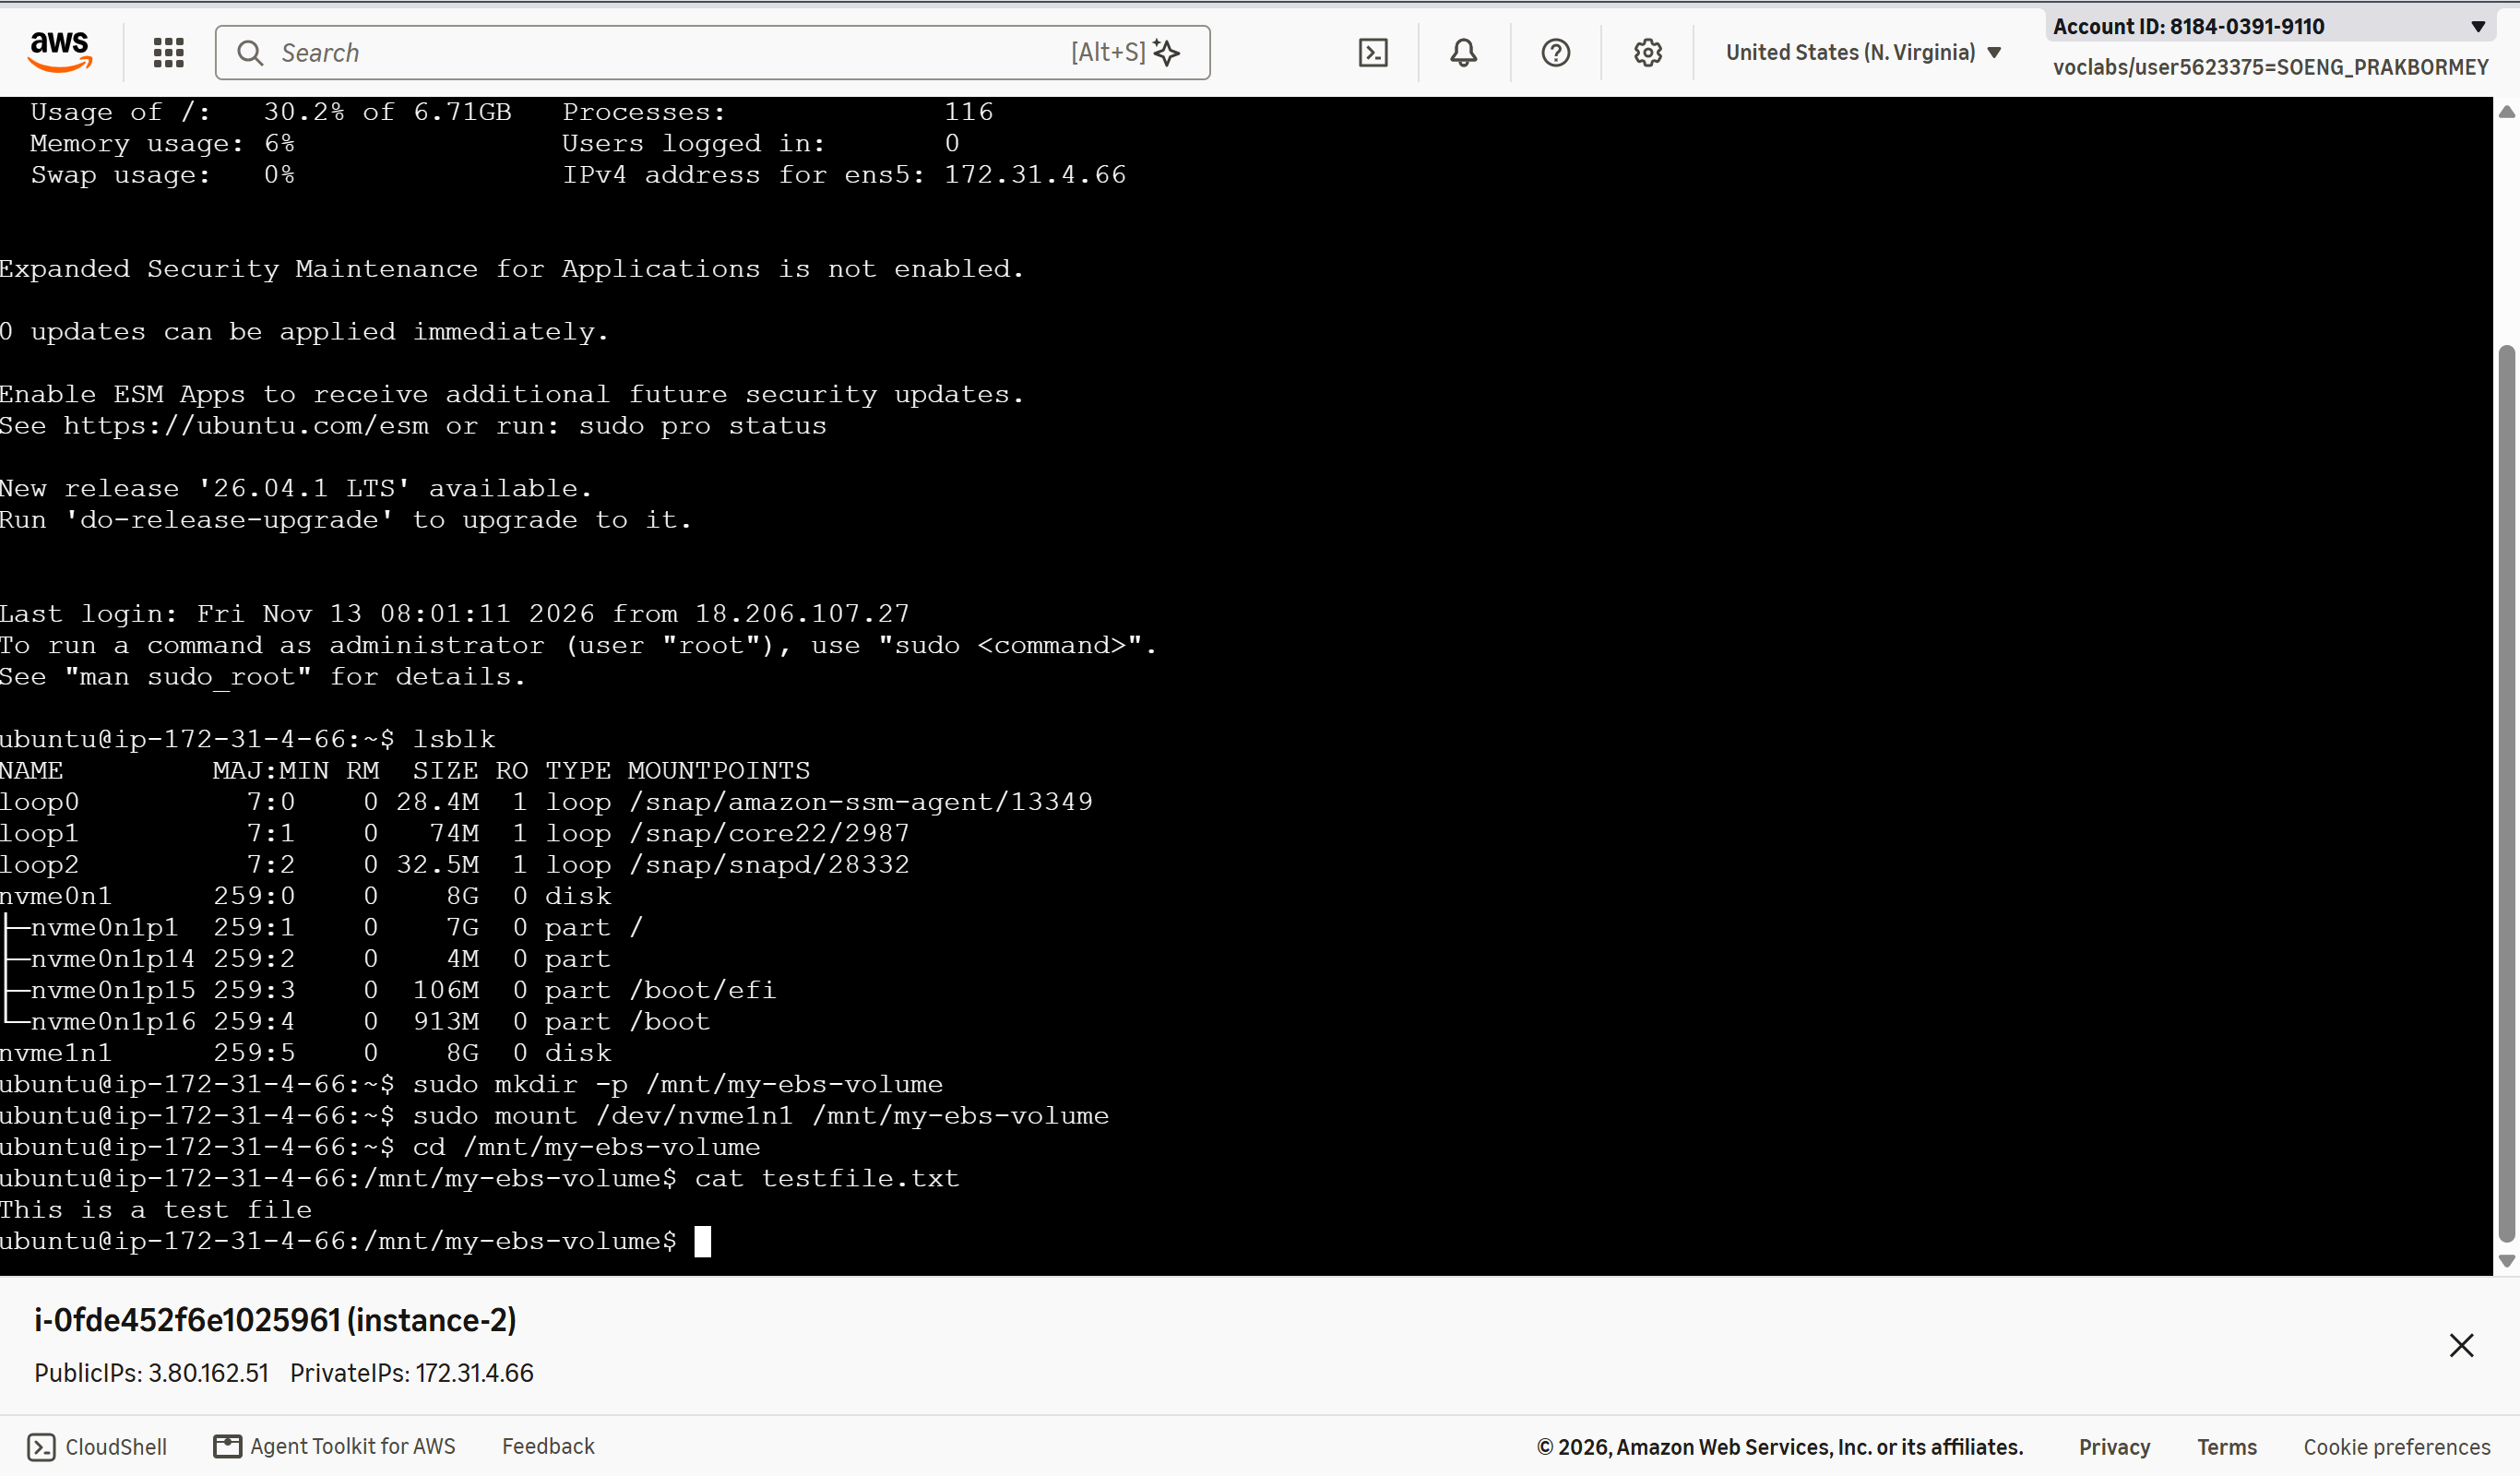 aws
Search [Alt+S]
United States (N. Virginia)
Account ID: 8184-0391-9110
voclabs/user5623375=SOENG_PRAKBORMEY
Usage of /:   30.2% of 6.71GB   Processes:             116
Memory usage: 6%                Users logged in:       0
Swap usage:   0%                IPv4 address for ens5: 172.31.4.66
Expanded Security Maintenance for Applications is not enabled.
0 updates can be applied immediately.
Enable ESM Apps to receive additional future security updates.
See https://ubuntu.com/esm or run: sudo pro status
New release '26.04.1 LTS' available.
Run 'do-release-upgrade' to upgrade to it.
Last login: Fri Nov 13 08:01:11 2026 from 18.206.107.27
To run a command as administrator (user "root"), use "sudo <command>".
See "man sudo_root" for details.
ubuntu@ip-172-31-4-66:~$ lsblk
NAME         MAJ:MIN RM  SIZE RO TYPE MOUNTPOINTS
loop0          7:0    0 28.4M  1 loop /snap/amazon-ssm-agent/13349
loop1          7:1    0   74M  1 loop /snap/core22/2987
loop2          7:2    0 32.5M  1 loop /snap/snapd/28332
nvme0n1      259:0    0    8G  0 disk
├─nvme0n1p1  259:1    0    7G  0 part /
├─nvme0n1p14 259:2    0    4M  0 part
├─nvme0n1p15 259:3    0  106M  0 part /boot/efi
└─nvme0n1p16 259:4    0  913M  0 part /boot
nvme1n1      259:5    0    8G  0 disk
ubuntu@ip-172-31-4-66:~$ sudo mkdir -p /mnt/my-ebs-volume
ubuntu@ip-172-31-4-66:~$ sudo mount /dev/nvme1n1 /mnt/my-ebs-volume
ubuntu@ip-172-31-4-66:~$ cd /mnt/my-ebs-volume
ubuntu@ip-172-31-4-66:/mnt/my-ebs-volume$ cat testfile.txt
This is a test file
ubuntu@ip-172-31-4-66:/mnt/my-ebs-volume$
i-0fde452f6e1025961 (instance-2)
PublicIPs: 3.80.162.51   PrivateIPs: 172.31.4.66
CloudShell   Agent Toolkit for AWS   Feedback   © 2026, Amazon Web Services, Inc. or its affiliates.   Privacy   Terms   Cookie preferences